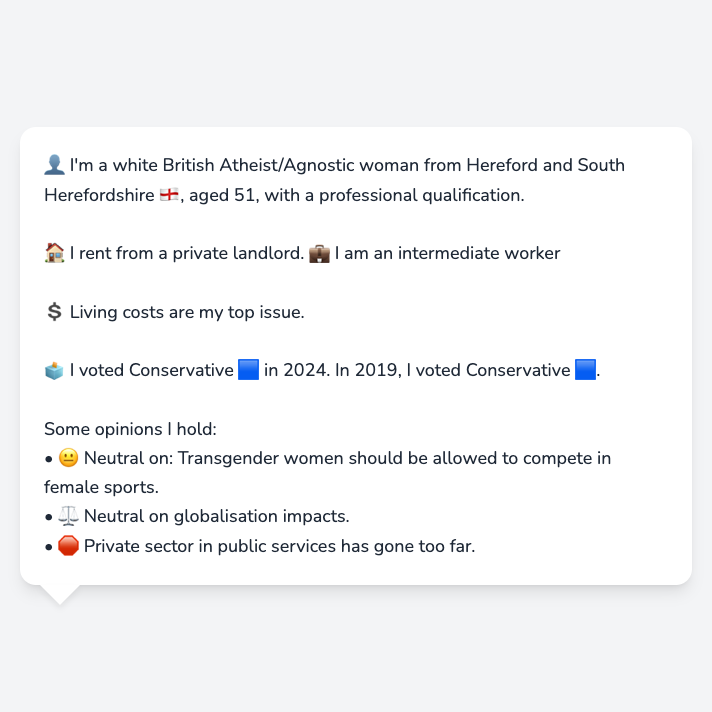 👤 I'm a white British Atheist/Agnostic woman from Hereford and South
Herefordshire 🏴󠁧󠁢󠁥󠁮󠁧󠁿, aged 51, with a professional qualification.
🏠 I rent from a private landlord. 💼 I am an intermediate worker
💲 Living costs are my top issue.
🗳️ I voted Conservative 🟦 in 2024. In 2019, I voted Conservative 🟦.
Some opinions I hold:
• 😐 Neutral on: Transgender women should be allowed to compete in
female sports.
• ⚖️ Neutral on globalisation impacts.
• 🛑 Private sector in public services has gone too far.